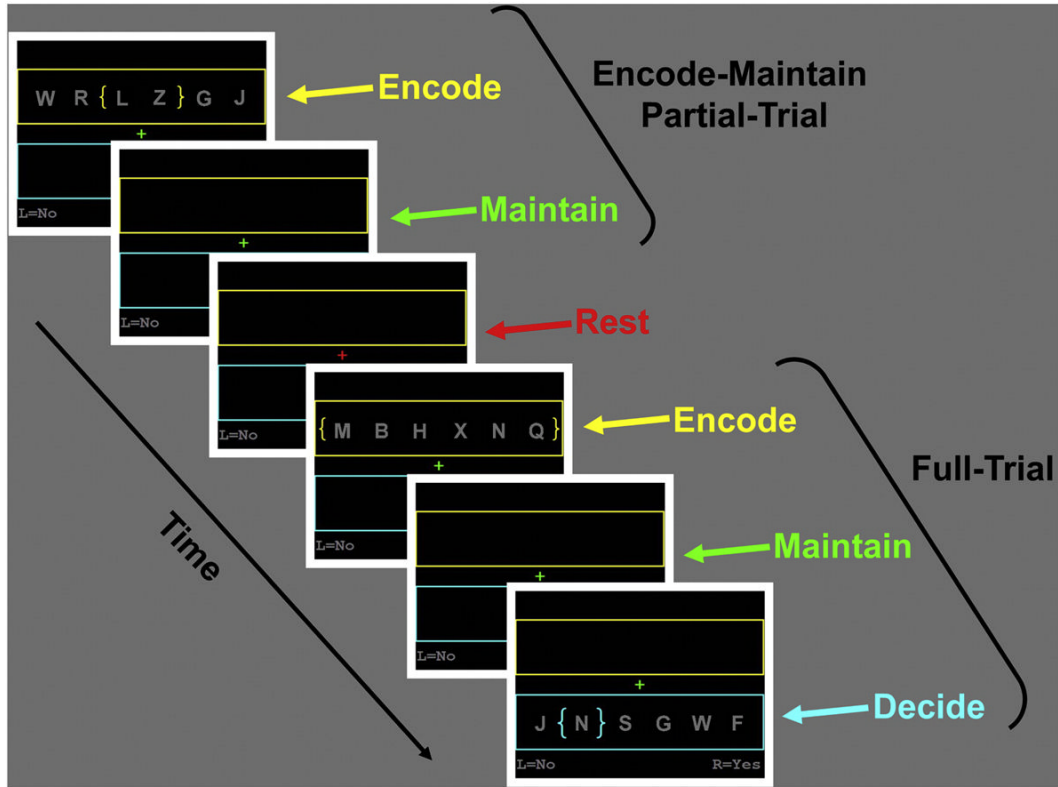 W R { L Z } G J
+
L=No
Encode
Encode-Maintain
Partial-Trial
+
L=No
Maintain
+
L=No
Rest
{ M B H X N Q }
+
L=No
Encode
Full-Trial
+
L=No
Maintain
Time
+
J { N } S G W F
L=No R=Yes
Decide